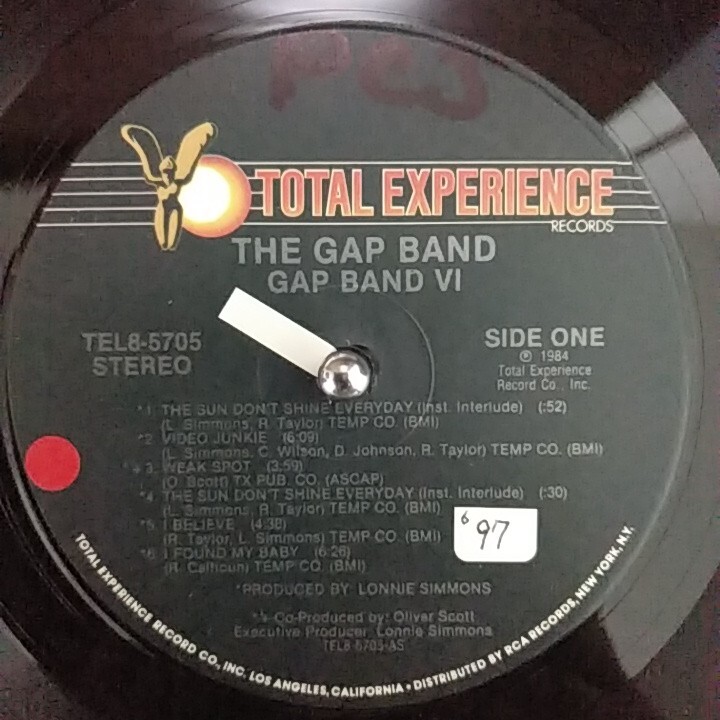 PCJ
TOTAL EXPERIENCE
RECORDS
THE GAP BAND
GAP BAND VI
TEL8-5705
STEREO
SIDE ONE
℗ 1984
Total Experience
Record Co., Inc.
*1. THE SUN DON'T SHINE EVERYDAY (Inst. Interlude) (:52)
(L. Simmons, R. Taylor) TEMP CO. (BMI)
*2. VIDEO JUNKIE (6:09)
(L. Simmons, C. Wilson, D. Johnson, R. Taylor) TEMP CO. (BMI)
*+3. WEAK SPOT (3:59)
(O. Scott) TX PUB. CO. (ASCAP)
*4. THE SUN DON'T SHINE EVERYDAY (Inst. Interlude) (:30)
(L. Simmons, R. Taylor) TEMP CO. (BMI)
*5. I BELIEVE (4:38)
(R. Taylor, L. Simmons) TEMP CO. (BMI)
*6. I FOUND MY BABY (6:26)
(R. Calhoun) TEMP CO. (BMI)
6 97
*PRODUCED BY: LONNIE SIMMONS
*+ Co-Produced by: Oliver Scott
Executive Producer: Lonnie Simmons
TEL8-5705-AS
TOTAL EXPERIENCE RECORD CO., INC. LOS ANGELES, CALIFORNIA • DISTRIBUTED BY RCA RECORDS, NEW YORK, N.Y.